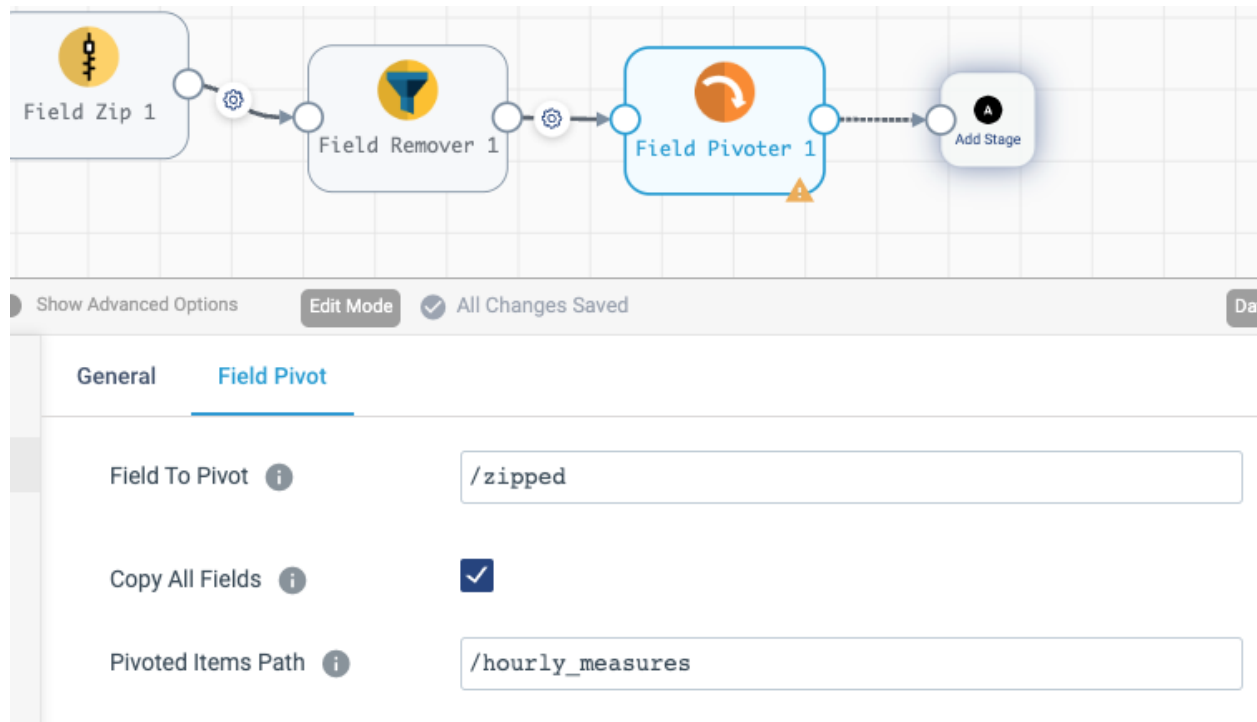 Field Zip 1
Field Remover 1
Field Pivoter 1
A
Add Stage
Show Advanced Options
Edit Mode
All Changes Saved
General
Field Pivot
Field To Pivot
/zipped
Copy All Fields
Pivoted Items Path
/hourly_measures